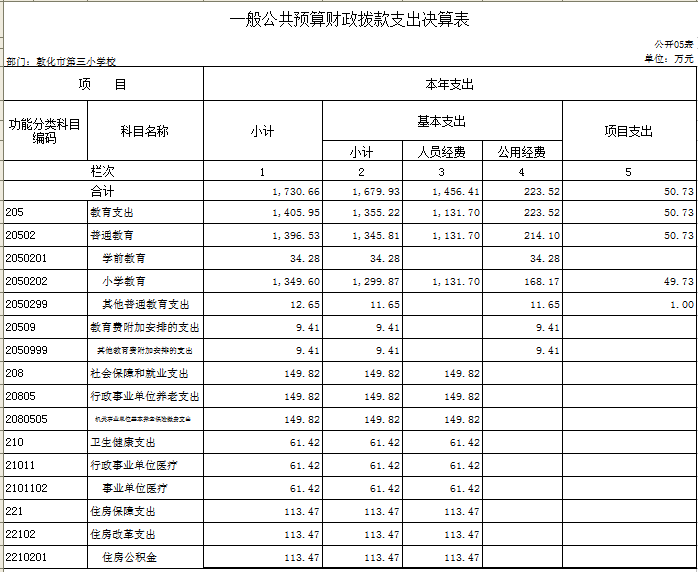 一般公共预算财政拨款支出决算表
公开05表
部门：敦化市第三小学校 单位：万元
项 目 本年支出
功能分类科目编码 科目名称 小计 基本支出 项目支出
小计 人员经费 公用经费
栏次 1 2 3 4 5
合计 1,730.66 1,679.93 1,456.41 223.52 50.73
205 教育支出 1,405.95 1,355.22 1,131.70 223.52 50.73
20502 普通教育 1,396.53 1,345.81 1,131.70 214.10 50.73
2050201 学前教育 34.28 34.28 34.28
2050202 小学教育 1,349.60 1,299.87 1,131.70 168.17 49.73
2050299 其他普通教育支出 12.65 11.65 11.65 1.00
20509 教育费附加安排的支出 9.41 9.41 9.41
2050999 其他教育费附加安排的支出 9.41 9.41 9.41
208 社会保障和就业支出 149.82 149.82 149.82
20805 行政事业单位养老支出 149.82 149.82 149.82
2080505 机关事业单位基本养老保险缴费支出 149.82 149.82 149.82
210 卫生健康支出 61.42 61.42 61.42
21011 行政事业单位医疗 61.42 61.42 61.42
2101102 事业单位医疗 61.42 61.42 61.42
221 住房保障支出 113.47 113.47 113.47
22102 住房改革支出 113.47 113.47 113.47
2210201 住房公积金 113.47 113.47 113.47